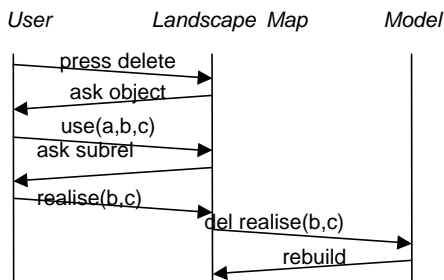 User Landscape Map Model
press delete
ask object
use(a,b,c)
ask subrel
realise(b,c)
del realise(b,c)
rebuild